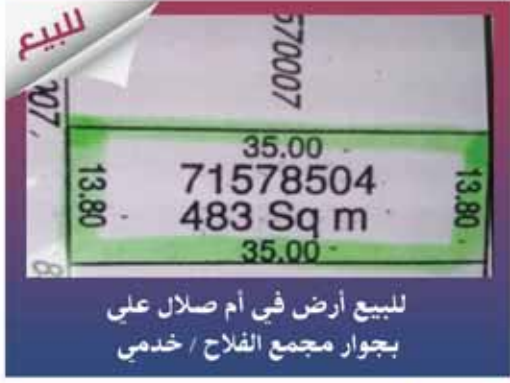 للبيع
570007
007
35.00
13.80
71578504
13.80
483 Sq m
35.00
للبيع أرض في أم صلال علي
بجوار مجمع الفلاح / خدمي